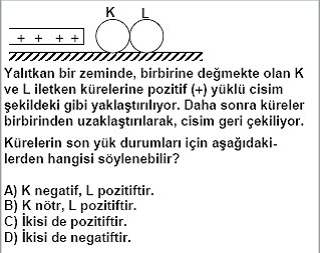 K L
+ + + +
Yalıtkan bir zeminde, birbirine değmekte olan K
ve L iletken kürelerine pozitif (+) yüklü cisim
şekildeki gibi yaklaştırılıyor. Daha sonra küreler
birbirinden uzaklaştırılarak, cisim geri çekiliyor.
Kürelerin son yük durumları için aşağıdaki-
lerden hangisi söylenebilir?
A) K negatif, L pozitiftir.
B) K nötr, L pozitiftir.
C) İkisi de pozitiftir.
D) İkisi de negatiftir.